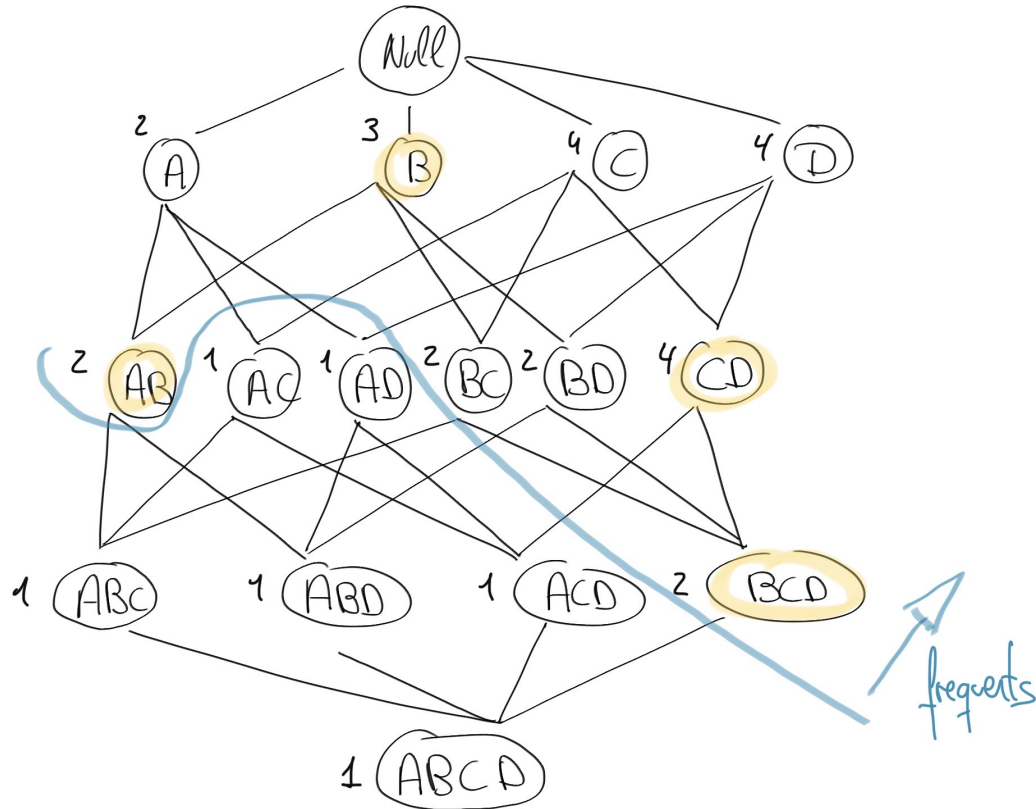 Null
2 A
3 B
4 C
4 D
2 AB
1 AC
1 AD
2 BC
2 BD
4 CD
1 ABC
1 ABD
1 ACD
2 BCD
frequents
1 ABCD